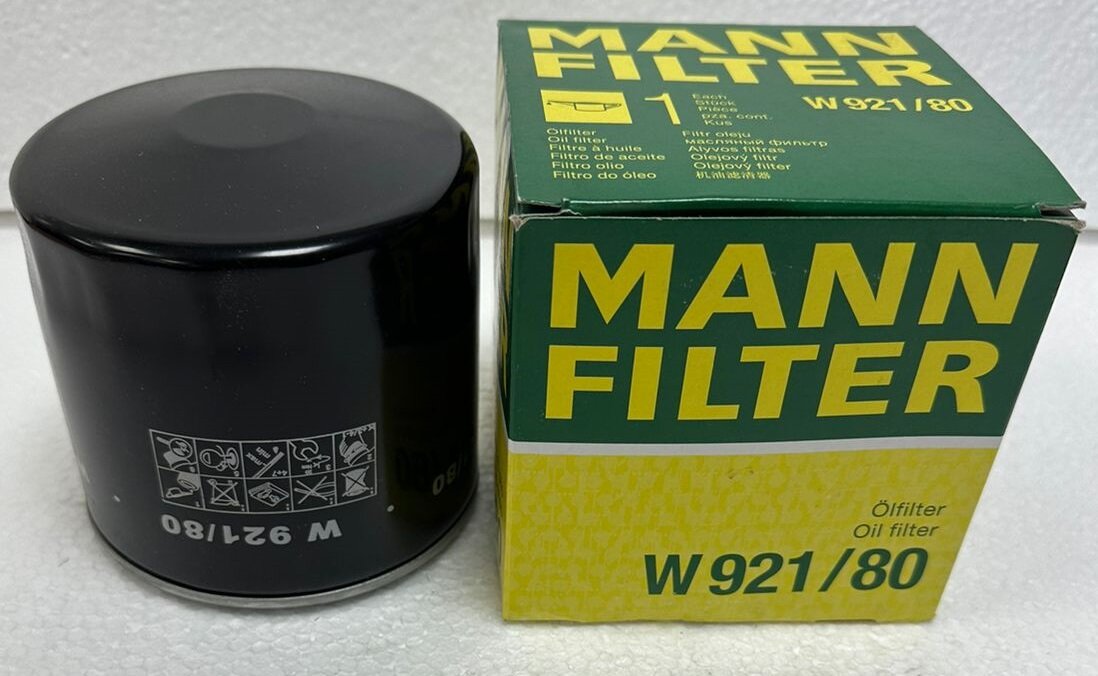 MANN
FILTER
1
Each
Stück
Pièce
pza. cont.
Kus
W 921/80
Ölfilter
Oil filter
Filtre à huile
Filtro de aceite
Filtro olio
Filtro do óleo
Filtr oleju
масляный фильтр
Alyvos filtras
Olejový filtr
Olejový filter
机油滤清器
MANN
FILTER
Ölfilter
Oil filter
W 921/80
W 921/80
/80